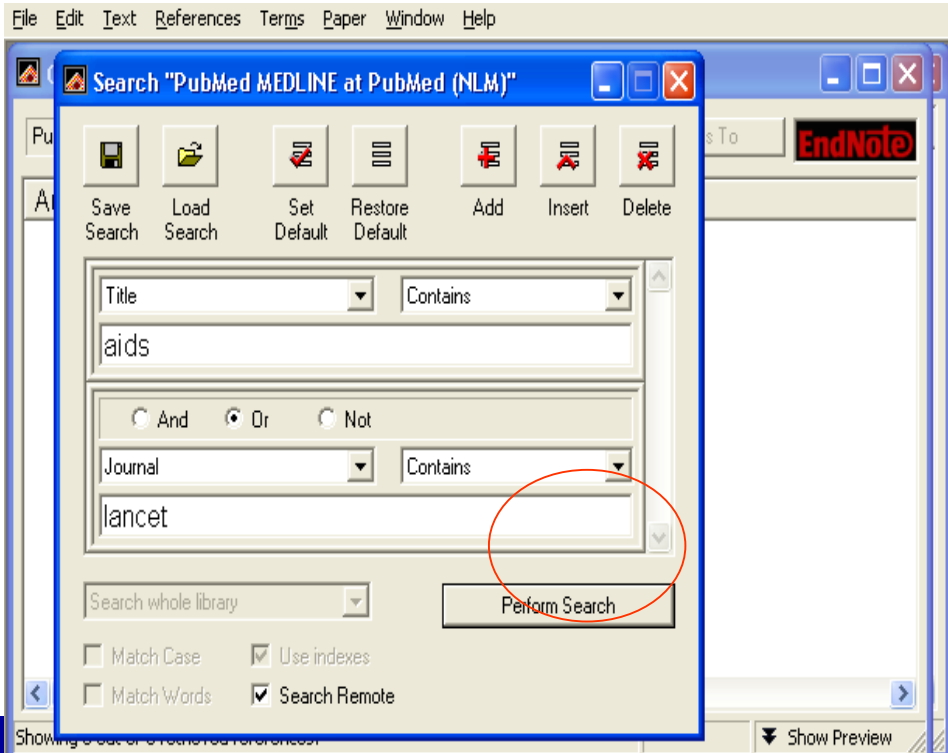 File Edit Text References Terms Paper Window Help
Search "PubMed MEDLINE at PubMed (NLM)"
Pu
s To
EndNote
Save Search
Load Search
Set Default
Restore Default
Add
Insert
Delete
Title
Contains
aids
And
Or
Not
Journal
Contains
lancet
Search whole library
Perform Search
Match Case
Use indexes
Match Words
Search Remote
Show Preview